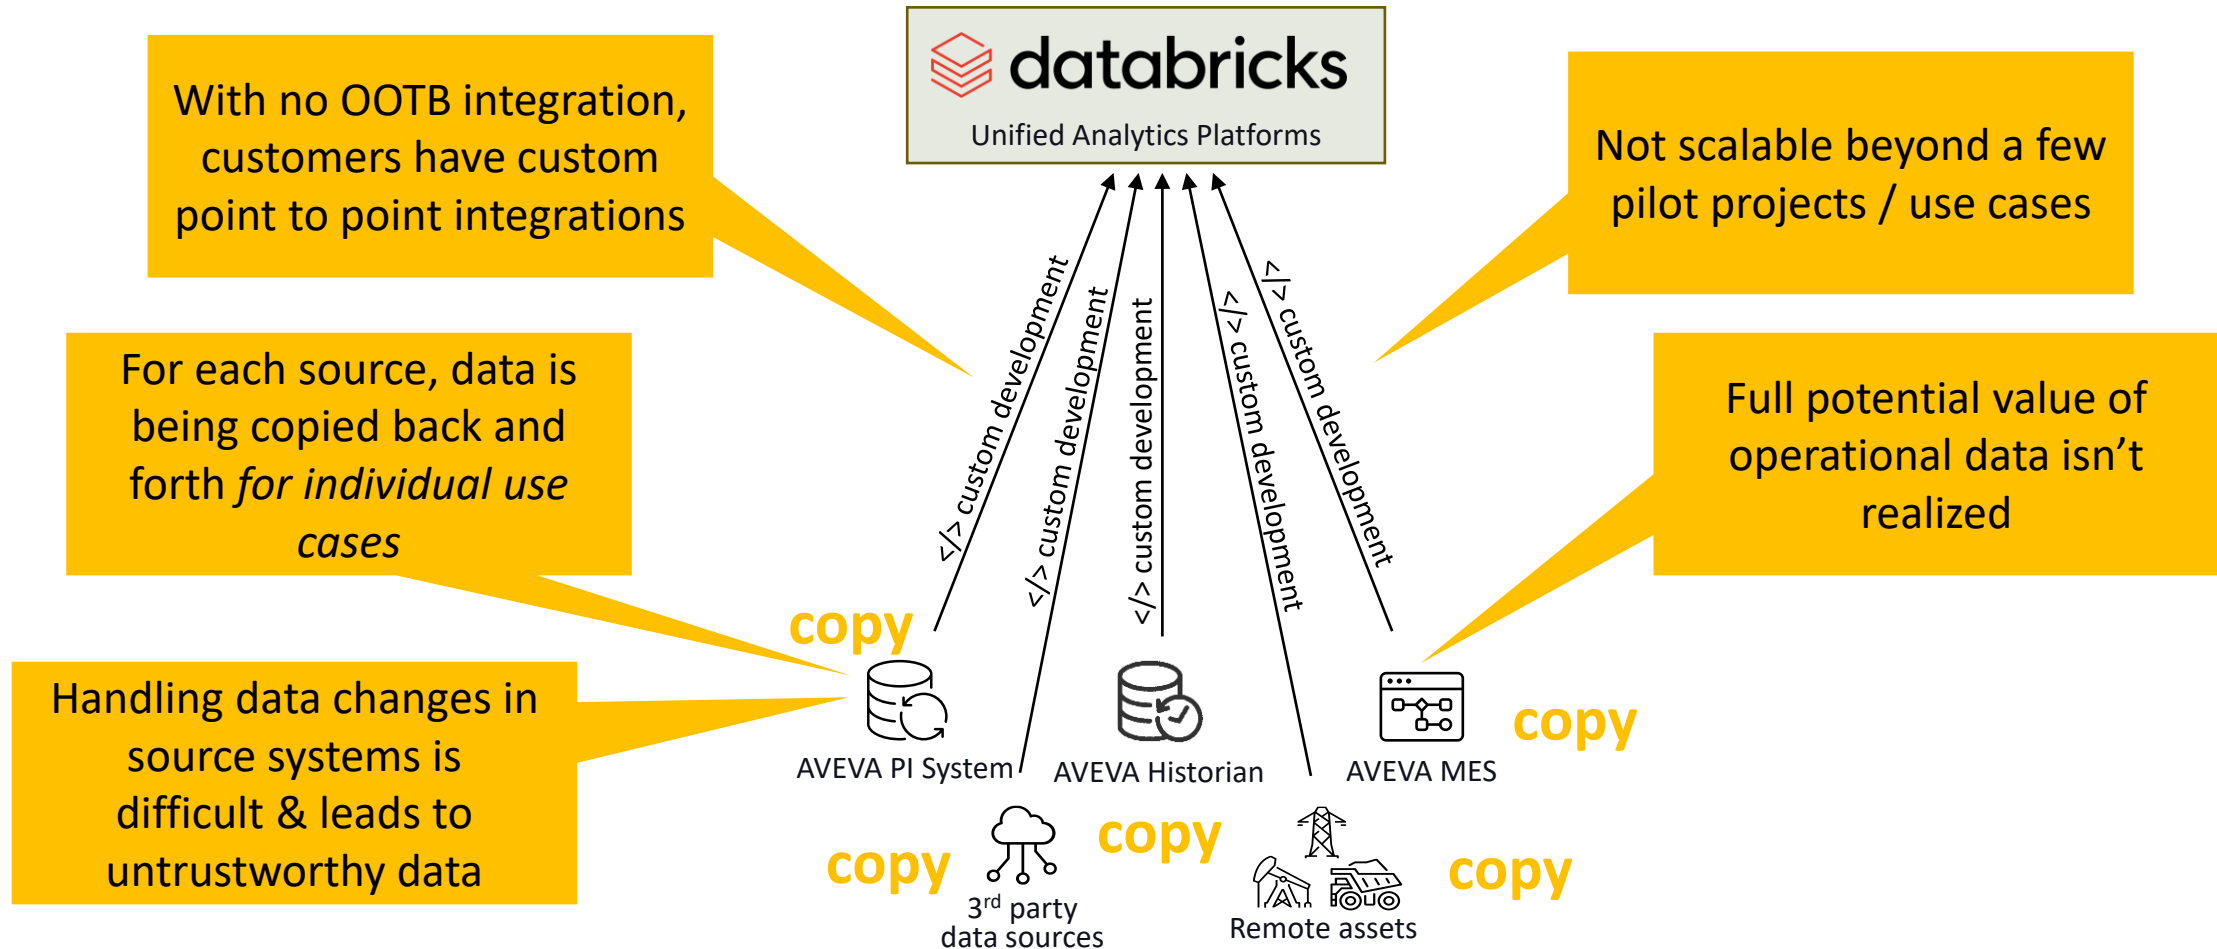 databricks
Unified Analytics Platforms
With no OOTB integration,
customers have custom
point to point integrations
Not scalable beyond a few
pilot projects / use cases
For each source, data is
being copied back and
forth for individual use
cases
Full potential value of
operational data isn’t
realized
Handling data changes in
source systems is
difficult & leads to
untrustworthy data
</> custom development
</> custom development
</> custom development
</> custom development
</> custom development
copy
AVEVA PI System
AVEVA Historian
AVEVA MES
copy
copy
3rd party
data sources
copy
Remote assets
copy